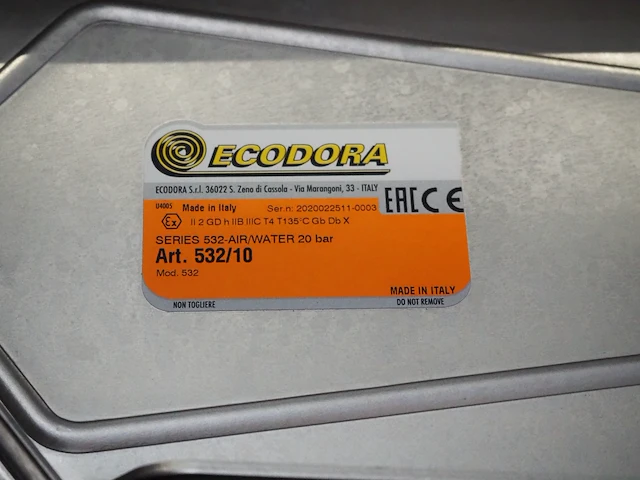 ECODORA
ECODORA S.r.l. 36022 S. Zeno di Cassola - Via Marangoni, 33 - ITALY
04005 Made in Italy Ser.n: 2020022511-0003 EAC CE
Ex II 2 GD h IIB IIIC T4 T135°C Gb Db X
SERIES 532-AIR/WATER 20 bar
Art. 532/10
Mod. 532
MADE IN ITALY
NON TOGLIERE DO NOT REMOVE